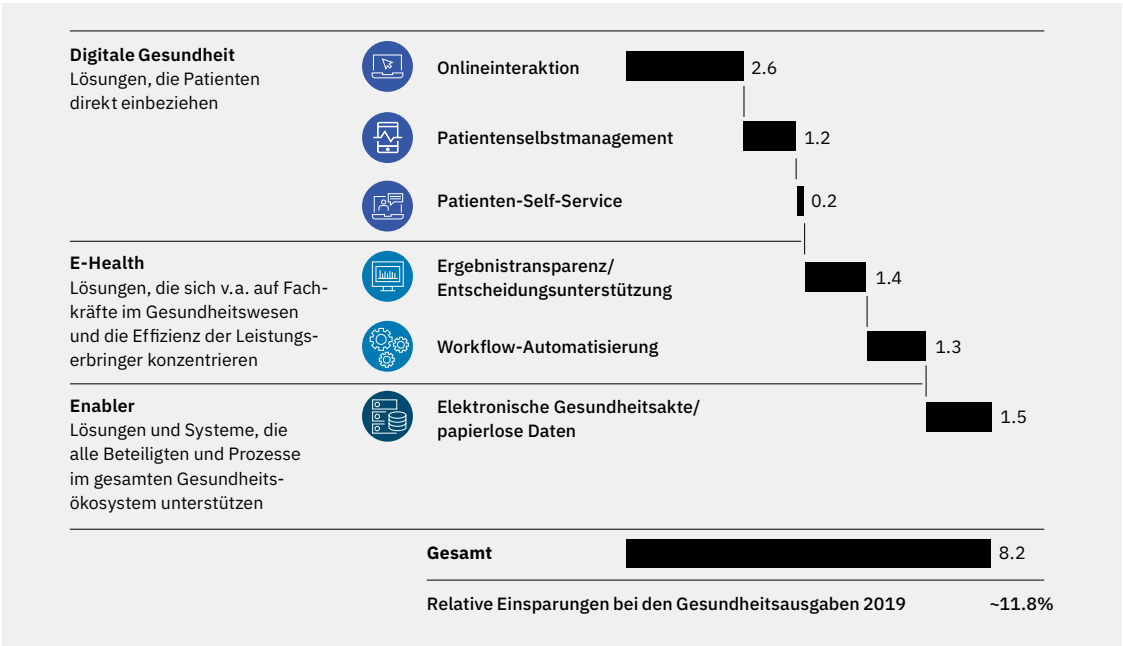 Digitale Gesundheit
Lösungen, die Patienten
direkt einbeziehen
Onlineinteraktion
2.6
Patientenselbstmanagement
1.2
Patienten-Self-Service
0.2
E-Health
Lösungen, die sich v.a. auf Fach-
kräfte im Gesundheitswesen
und die Effizienz der Leistungs-
erbringer konzentrieren
Ergebnistransparenz/
Entscheidungsunterstützung
1.4
Workflow-Automatisierung
1.3
Enabler
Lösungen und Systeme, die
alle Beteiligten und Prozesse
im gesamten Gesundheits-
ökosystem unterstützen
Elektronische Gesundheitsakte/
papierlose Daten
1.5
Gesamt
8.2
Relative Einsparungen bei den Gesundheitsausgaben 2019
~11.8%